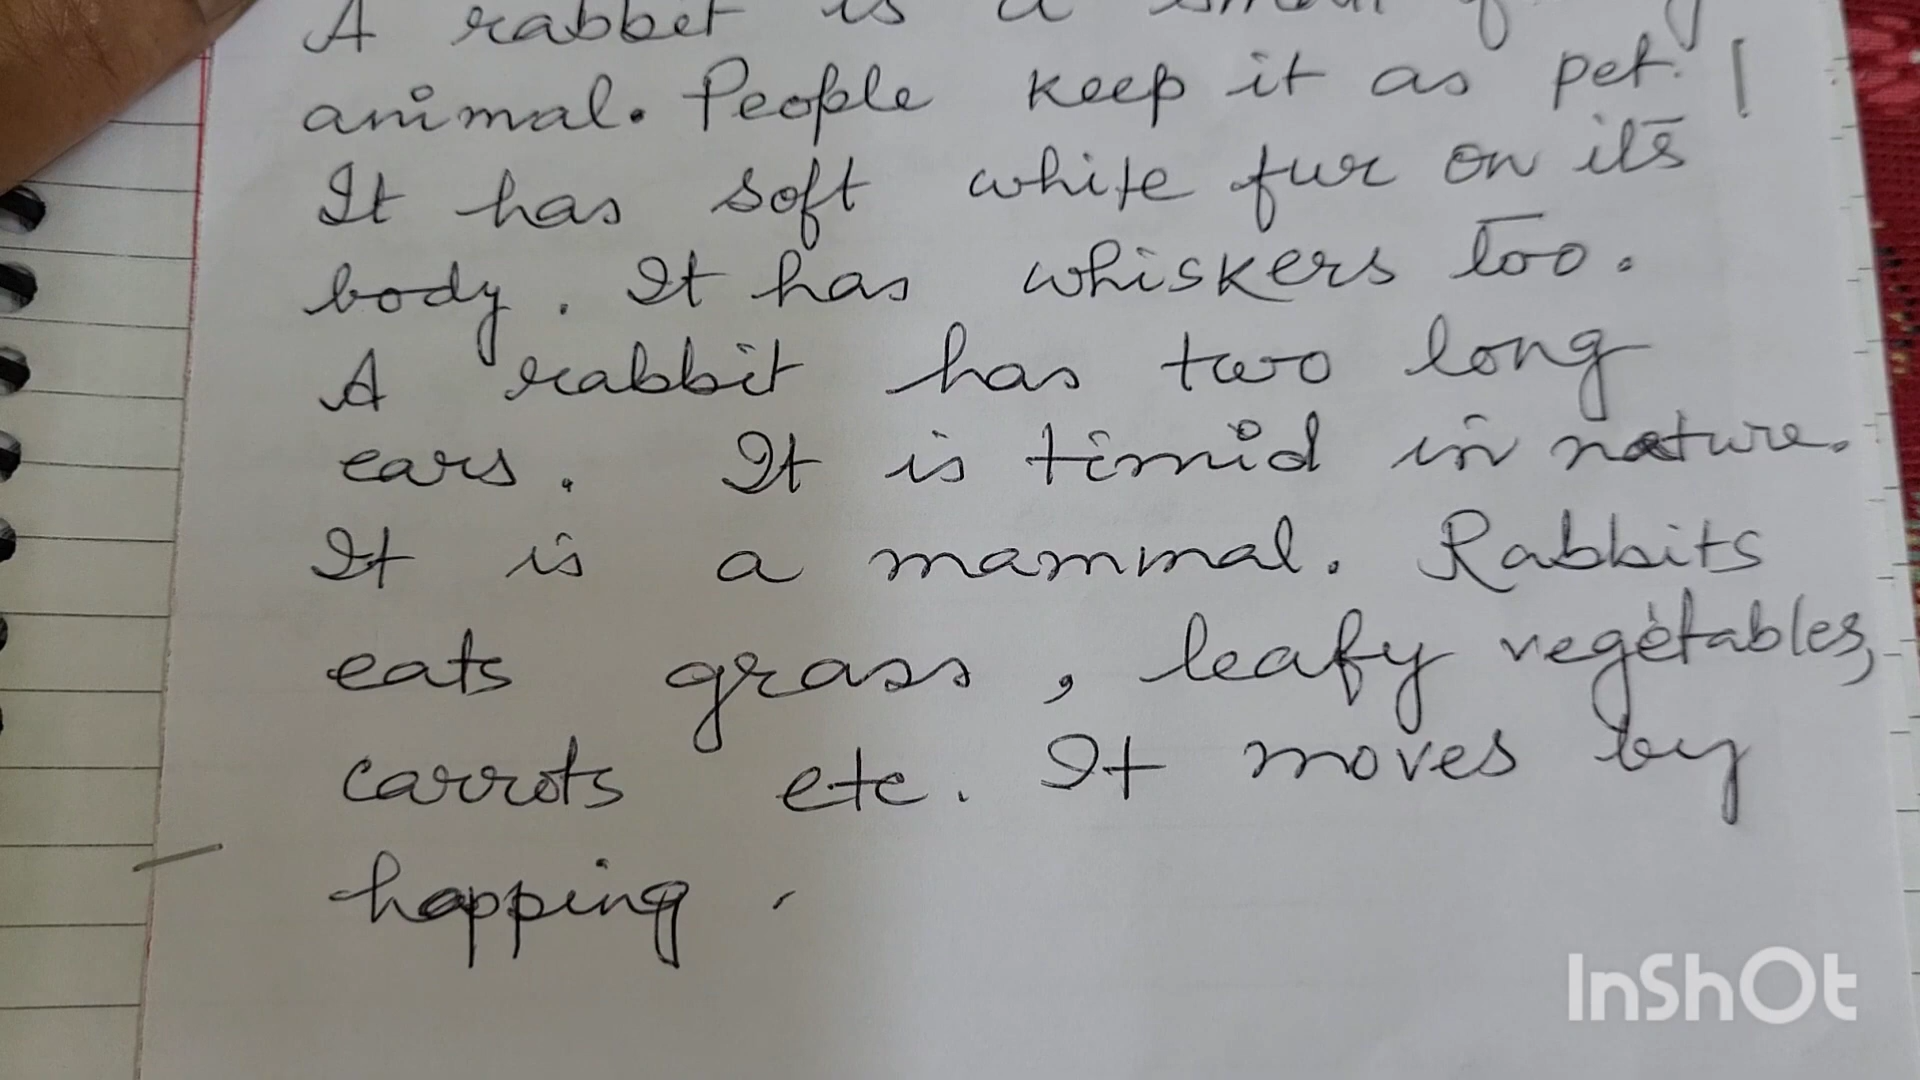 A rabbit is a small
animal. People keep it as pet.
It has soft white fur on its
body. It has whiskers too.
A rabbit has two long
ears. It is timid in nature.
It is a mammal. Rabbits
eats grass, leafy vegetables,
carrots etc. It moves by
hopping.
InShOt